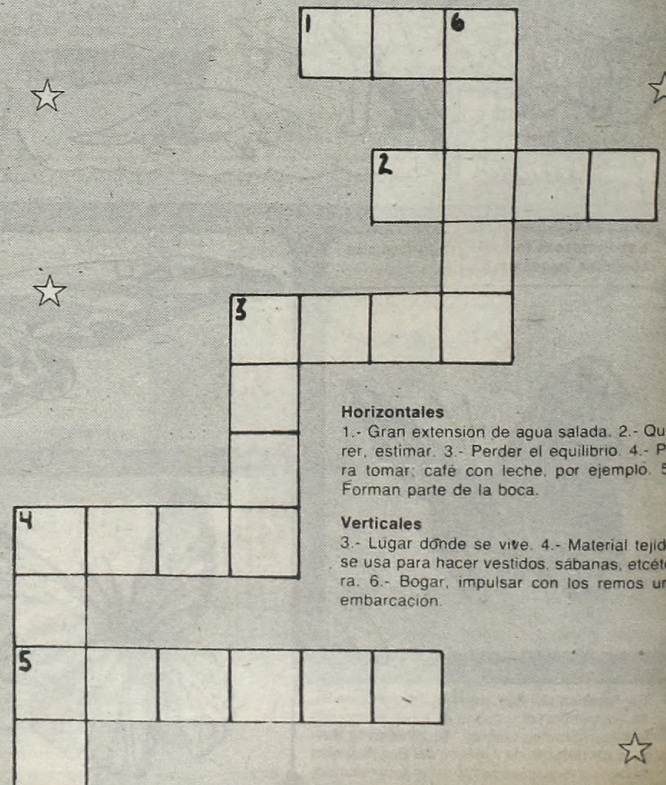 1
6
2
3
Horizontales
1.- Gran extensión de agua salada. 2.- Qu
rer, estimar. 3.- Perder el equilibrio. 4.- P
ra tomar; café con leche, por ejemplo. 5
Forman parte de la boca.
Verticales
3.- Lugar donde se vive. 4.- Material tejid
se usa para hacer vestidos, sábanas, etcét
ra. 6.- Bogar, impulsar con los remos un
embarcación.
4
5